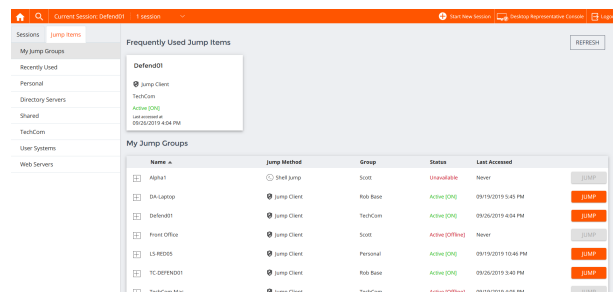 Current Session: Defend01 1 session
Start New Session
Desktop Representative Console
Sessions
Jump Items
My Jump Groups
Recently Used
Personal
Directory Servers
Shared
TechCom
User Systems
Web Servers
Frequently Used Jump Items
REFRESH
Defend01
Jump Client
TechCom
Active [ON]
Last accessed at
09/26/2019 4:04 PM
My Jump Groups
Name Jump Method Group Status Last Accessed
Alpha1 Shell Jump Scott Unavailable Never JUMP
DA-Laptop Jump Client Rob Base Active [ON] 09/19/2019 5:45 PM JUMP
Defend01 Jump Client TechCom Active [ON] 09/26/2019 4:04 PM JUMP
Front Office Jump Client Scott Active [Offline] Never JUMP
LS-RED05 Jump Client Personal Active [ON] 09/19/2019 10:46 PM JUMP
TC-DEFEND01 Jump Client Rob Base Active [ON] 09/26/2019 3:40 PM JUMP